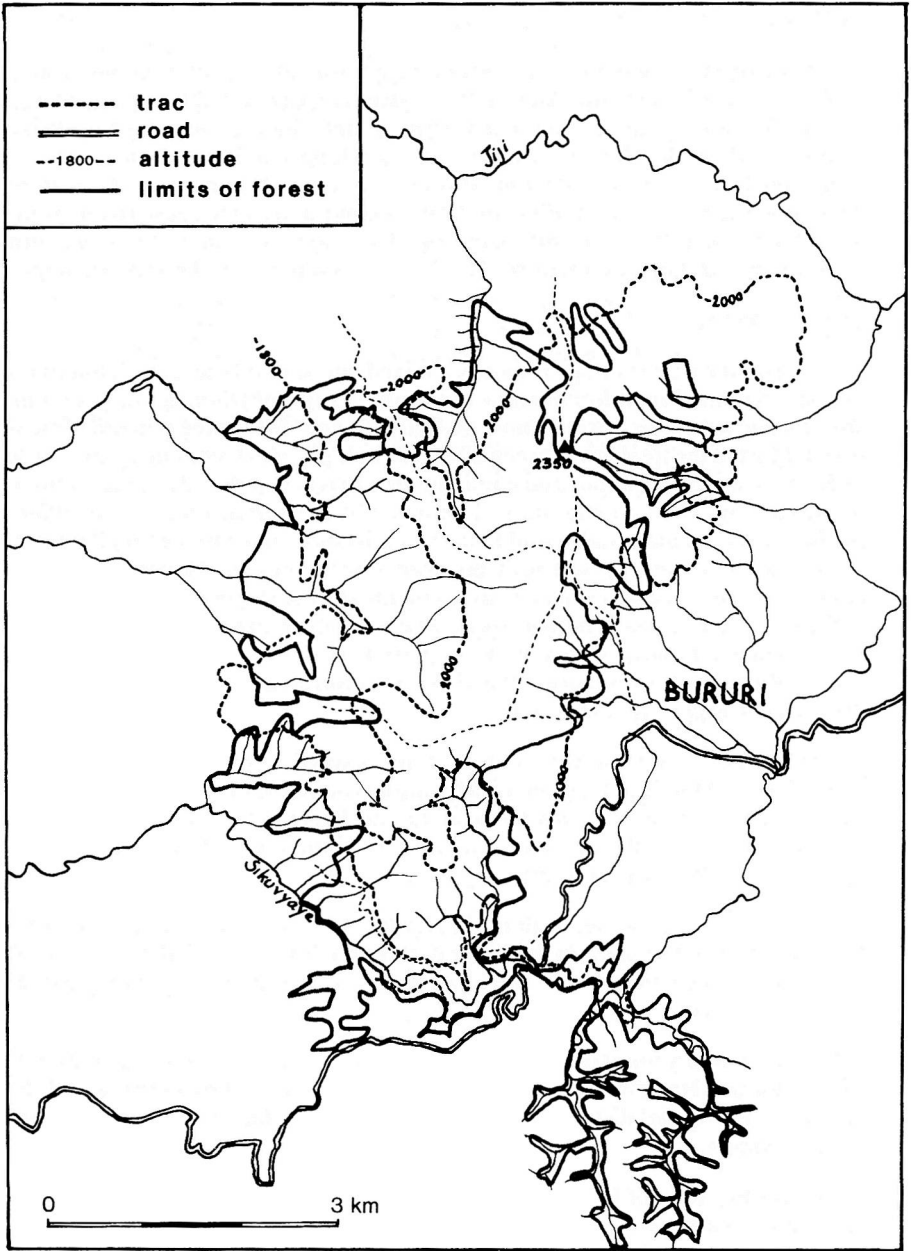 trac
road
--1800-- altitude
limits of forest
Jiji
2000
1800
2000
2000
2350
2000
BURURI
2000
Sikuvyaye
0 3 km